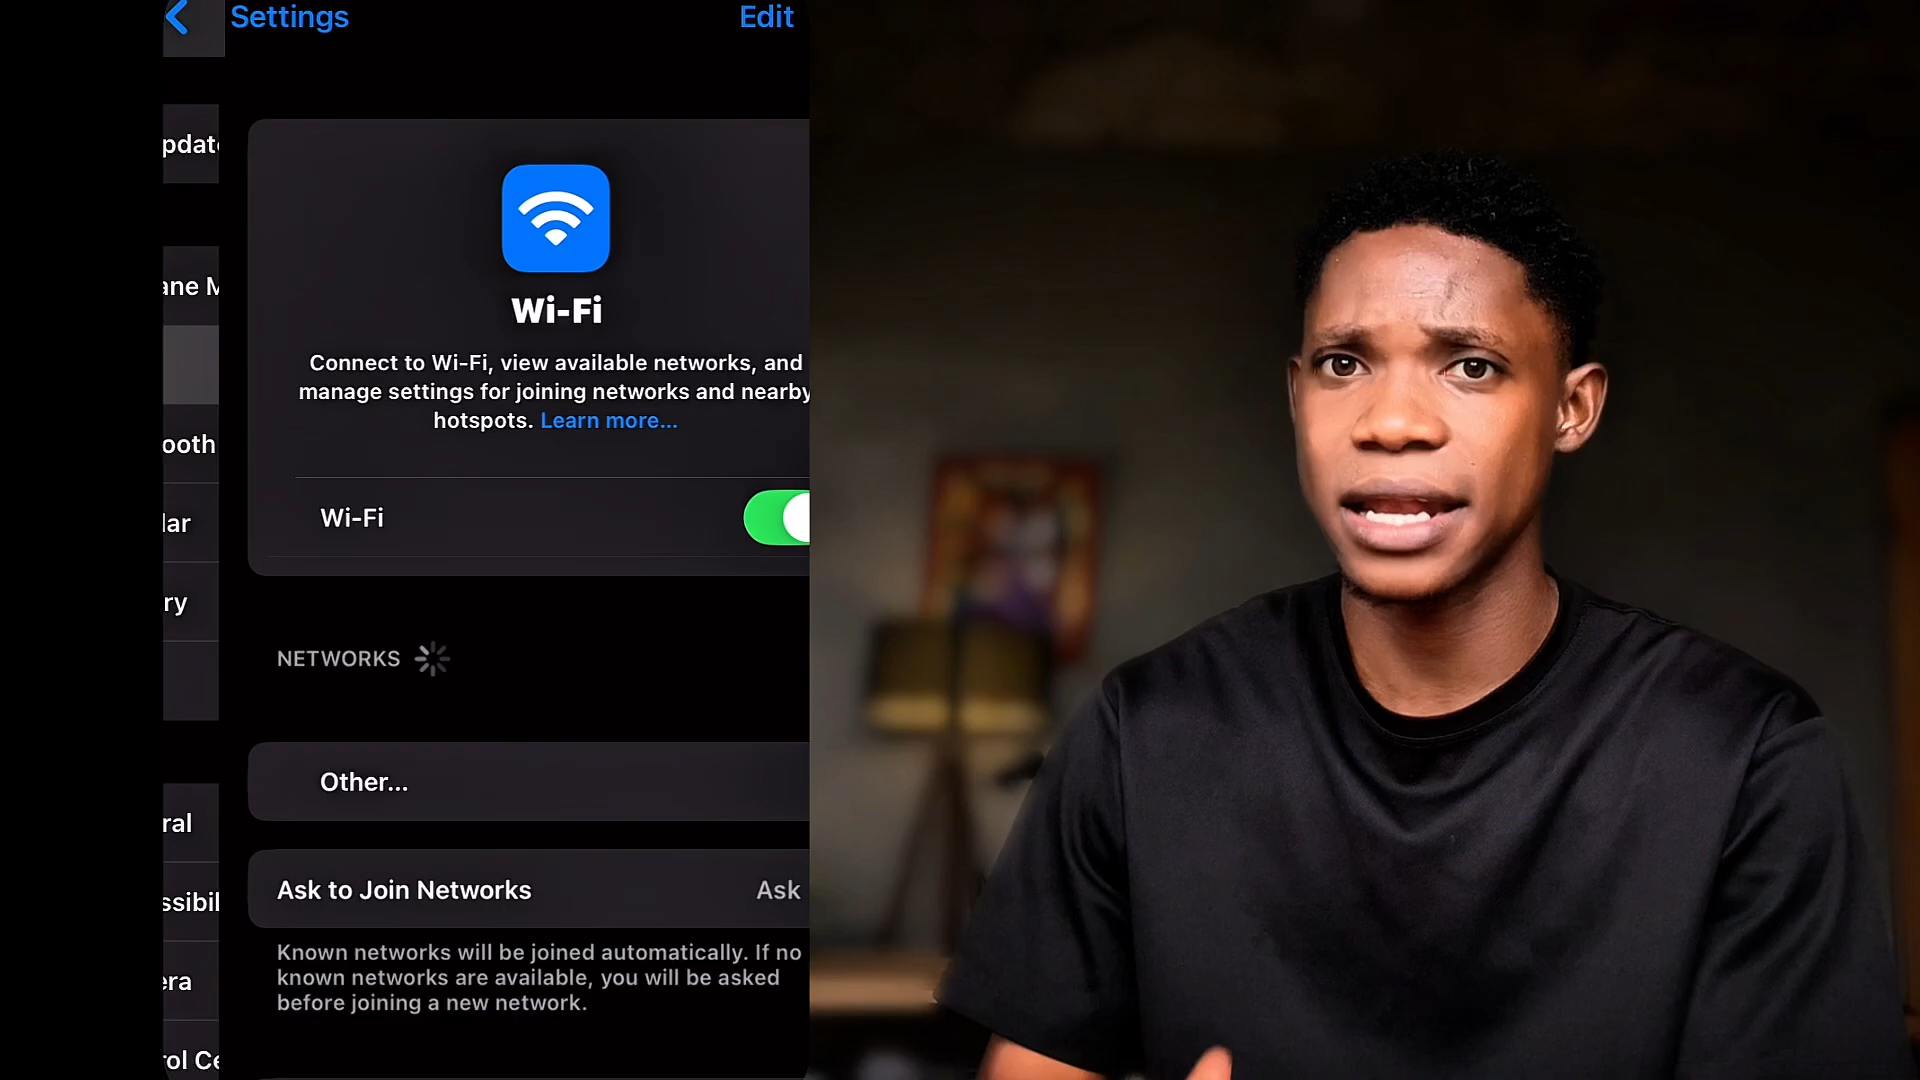 Settings
Edit
pdat
ane M
ooth
lar
ry
ral
ssibil
era
rol Ce
Wi-Fi
Connect to Wi-Fi, view available networks, and
manage settings for joining networks and nearby
hotspots. Learn more...
Wi-Fi
NETWORKS
Other...
Ask to Join Networks
Ask
Known networks will be joined automatically. If no
known networks are available, you will be asked
before joining a new network.